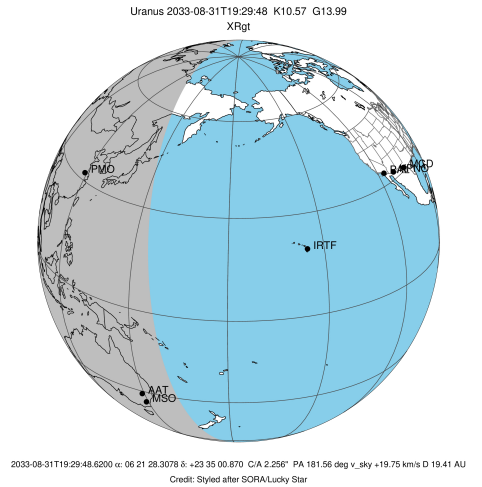 Uranus 2033-08-31T19:29:48 K10.57 G13.99
XRgt
PMO
IRTF
AAT
MSO
2033-08-31T19:29:48.6200 α: 06 21 28.3078 δ: +23 35 00.870 C/A 2.256" PA 181.56 deg v_sky +19.75 km/s D 19.41 AU
Credit: Styled after SORA/Lucky Star